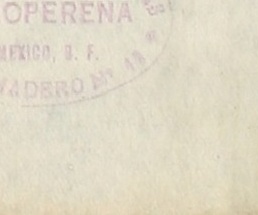 OPERENA
MEXICO, D. F.
VADERO Nº 18